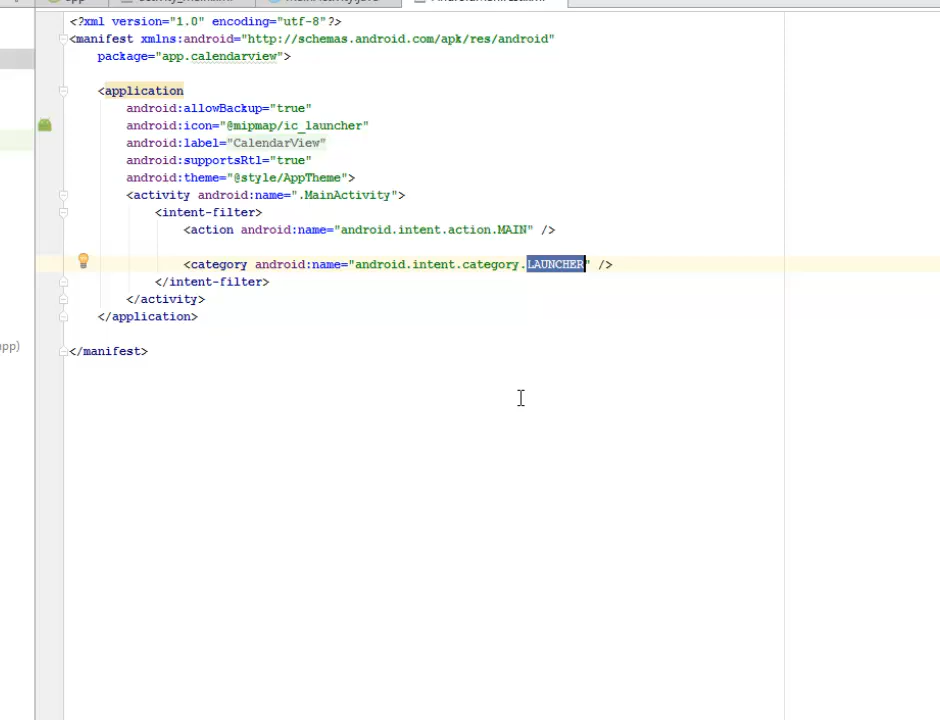 <?xml version="1.0" encoding="utf-8"?>
<manifest xmlns:android="http://schemas.android.com/apk/res/android"
package="app.calendarview">
<application
android:allowBackup="true"
android:icon="@mipmap/ic_launcher"
android:label="CalendarView"
android:supportsRtl="true"
android:theme="@style/AppTheme">
<activity android:name=".MainActivity">
<intent-filter>
<action android:name="android.intent.action.MAIN" />
<category android:name="android.intent.category.LAUNCHER" />
</intent-filter>
</activity>
</application>
</manifest>